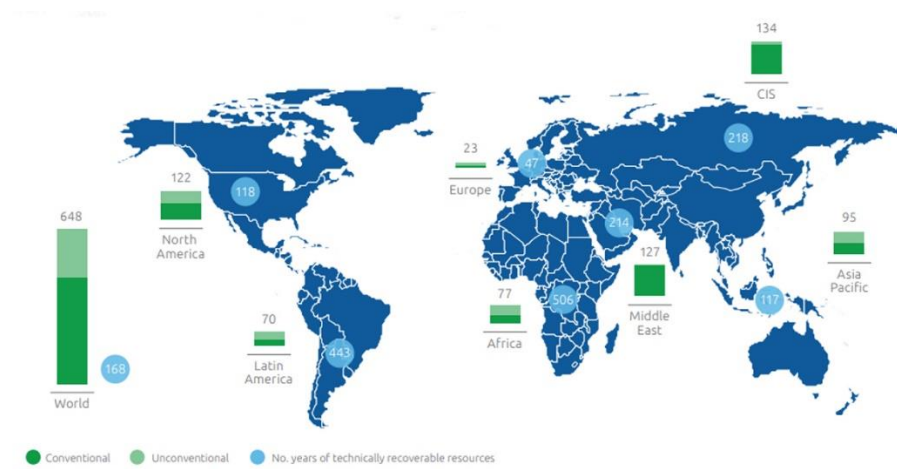 134
CIS
218
23
Europe
47
122
North
America
118
648
World
168
214
127
Middle
East
95
Asia
Pacific
117
77
Africa
506
70
Latin
America
443
Conventional
Unconventional
No. years of technically recoverable resources